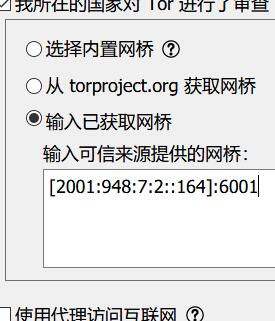 我所在的国家对 Tor 进行了审查
选择内置网桥 ?
从 torproject.org 获取网桥
输入已获取网桥
输入可信来源提供的网桥：
[2001:948:7:2::164]:6001
使用代理访问互联网 ?